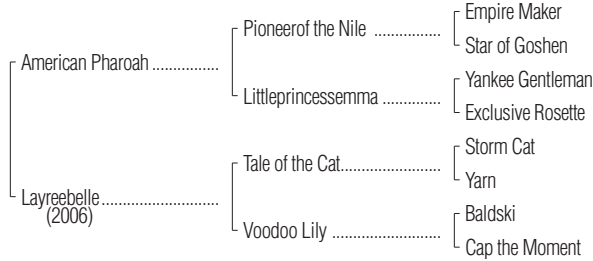 Empire Maker
Pioneerof the Nile ................
Star of Goshen
American Pharoah ................
Yankee Gentleman
Littleprincessemma ..............
Exclusive Rosette
Storm Cat
Tale of the Cat........................
Yarn
Layreebelle ............................
(2006)
Baldski
Voodoo Lily ..........................
Cap the Moment